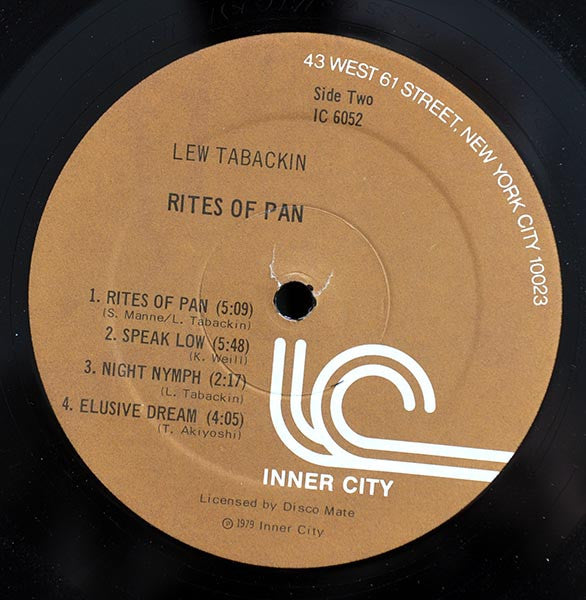 43 WEST 61 STREET, NEW YORK CITY 10023
Side Two
IC 6052
LEW TABACKIN
RITES OF PAN
1. RITES OF PAN (5:09)
(S. Manne/L. Tabackin)
2. SPEAK LOW (5:48)
(K. Weill)
3. NIGHT NYMPH (2:17)
(L. Tabackin)
4. ELUSIVE DREAM (4:05)
(T. Akiyoshi)
IC
INNER CITY
Licensed by Disco Mate
℗ 1979 Inner City